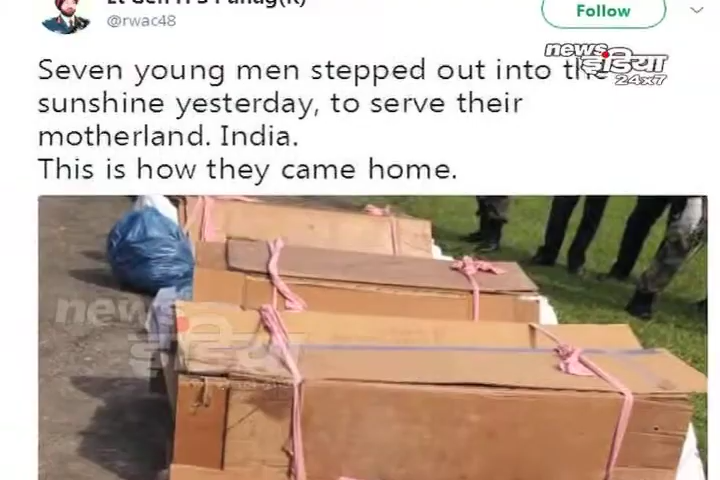 @rwac48
Follow
news
इंडिया
24x7
Seven young men stepped out into the
sunshine yesterday, to serve their
motherland. India.
This is how they came home.
news
इंडिया